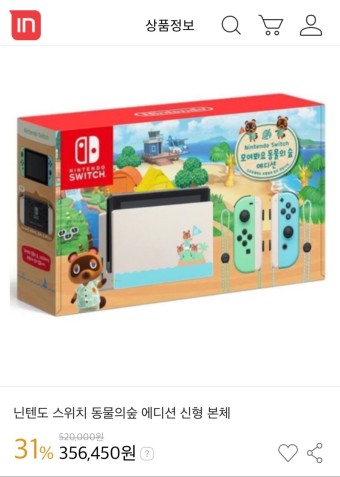 in
상품정보
Nintendo Switch
NINTENDO
SWITCH
Nintendo Switch
모여봐요 동물의 숲
에디션
닌텐도 스위치 동물의숲 에디션 신형 본체
31% 520,000원
356,450원 ?